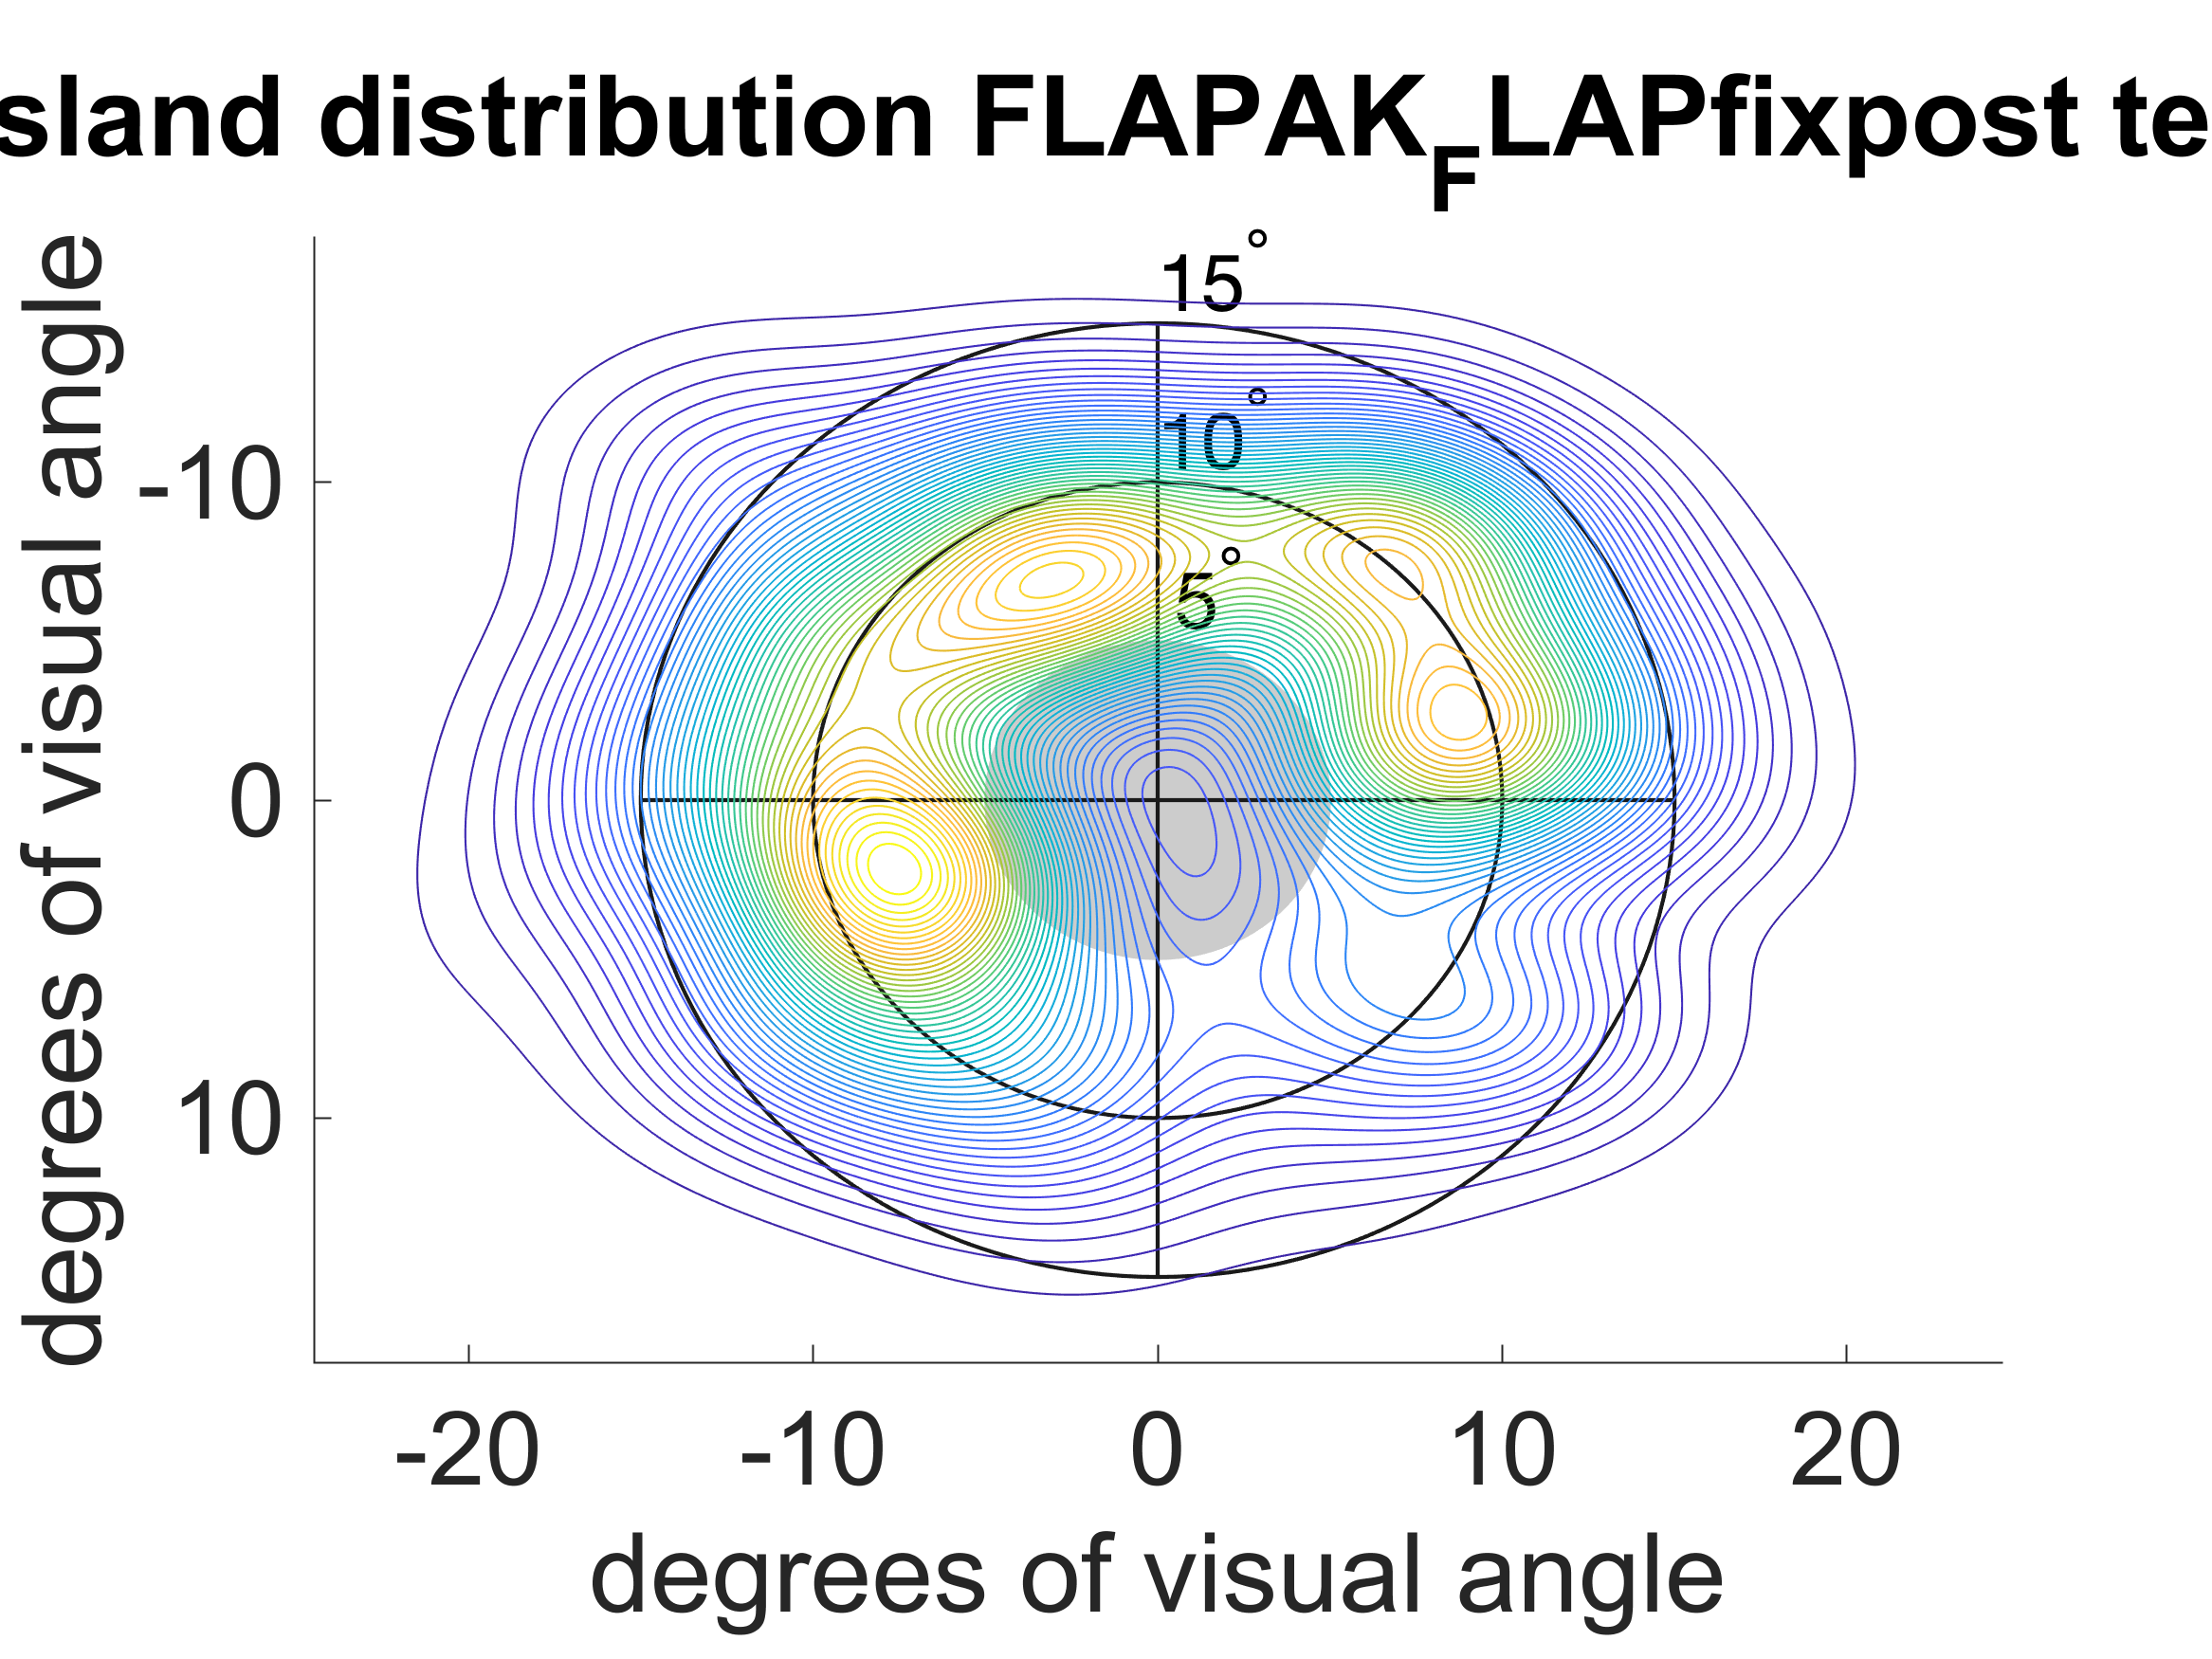 sland distribution FLAPAK_FLAPfixpost te
degrees of visual angle
15°
10°
5°
-10
0
10
-20 -10 0 10 20
degrees of visual angle